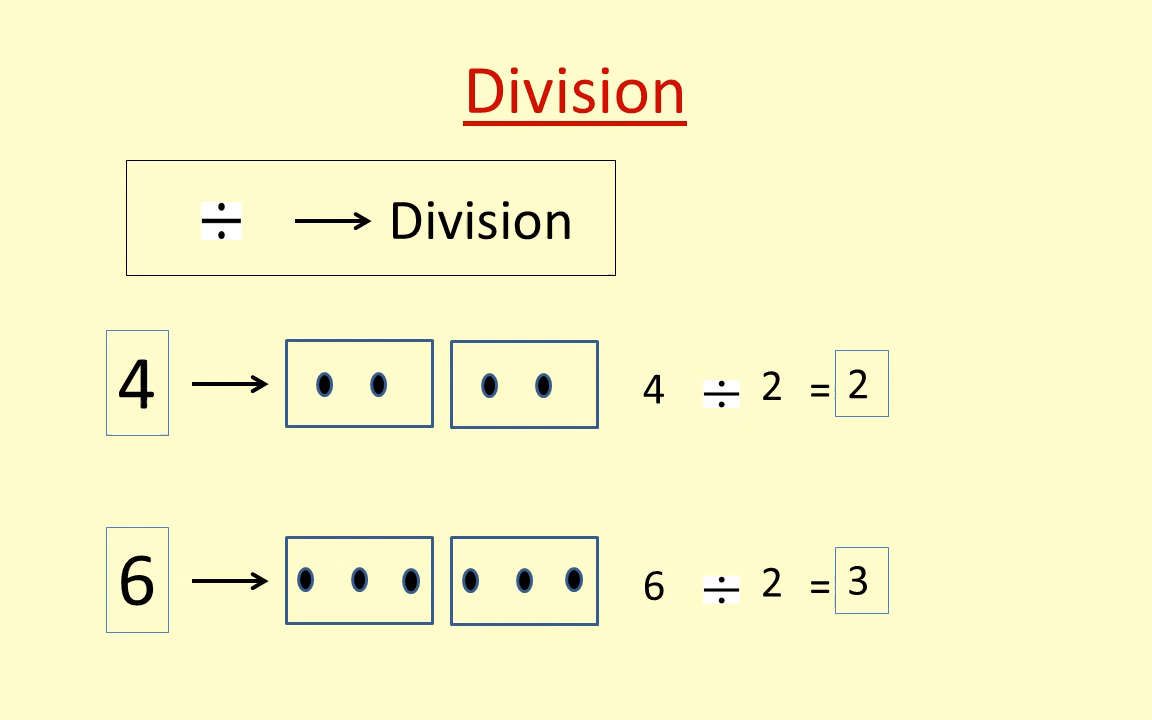 Division
÷ → Division
4 → 4 ÷ 2 = 2
6 → 6 ÷ 2 = 3